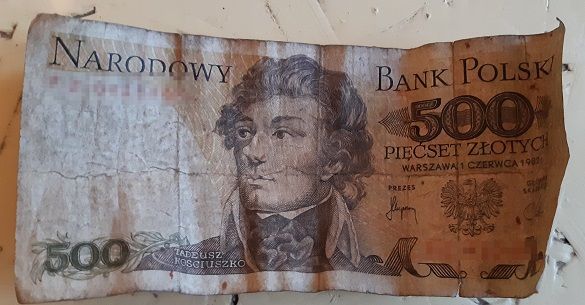 NARODOWY BANK POLSKI
500
PIĘĆSET ZŁOTYCH
WARSZAWA 1 CZERWCA 1982
PREZES
TADEUSZ
KOŚCIUSZKO
500